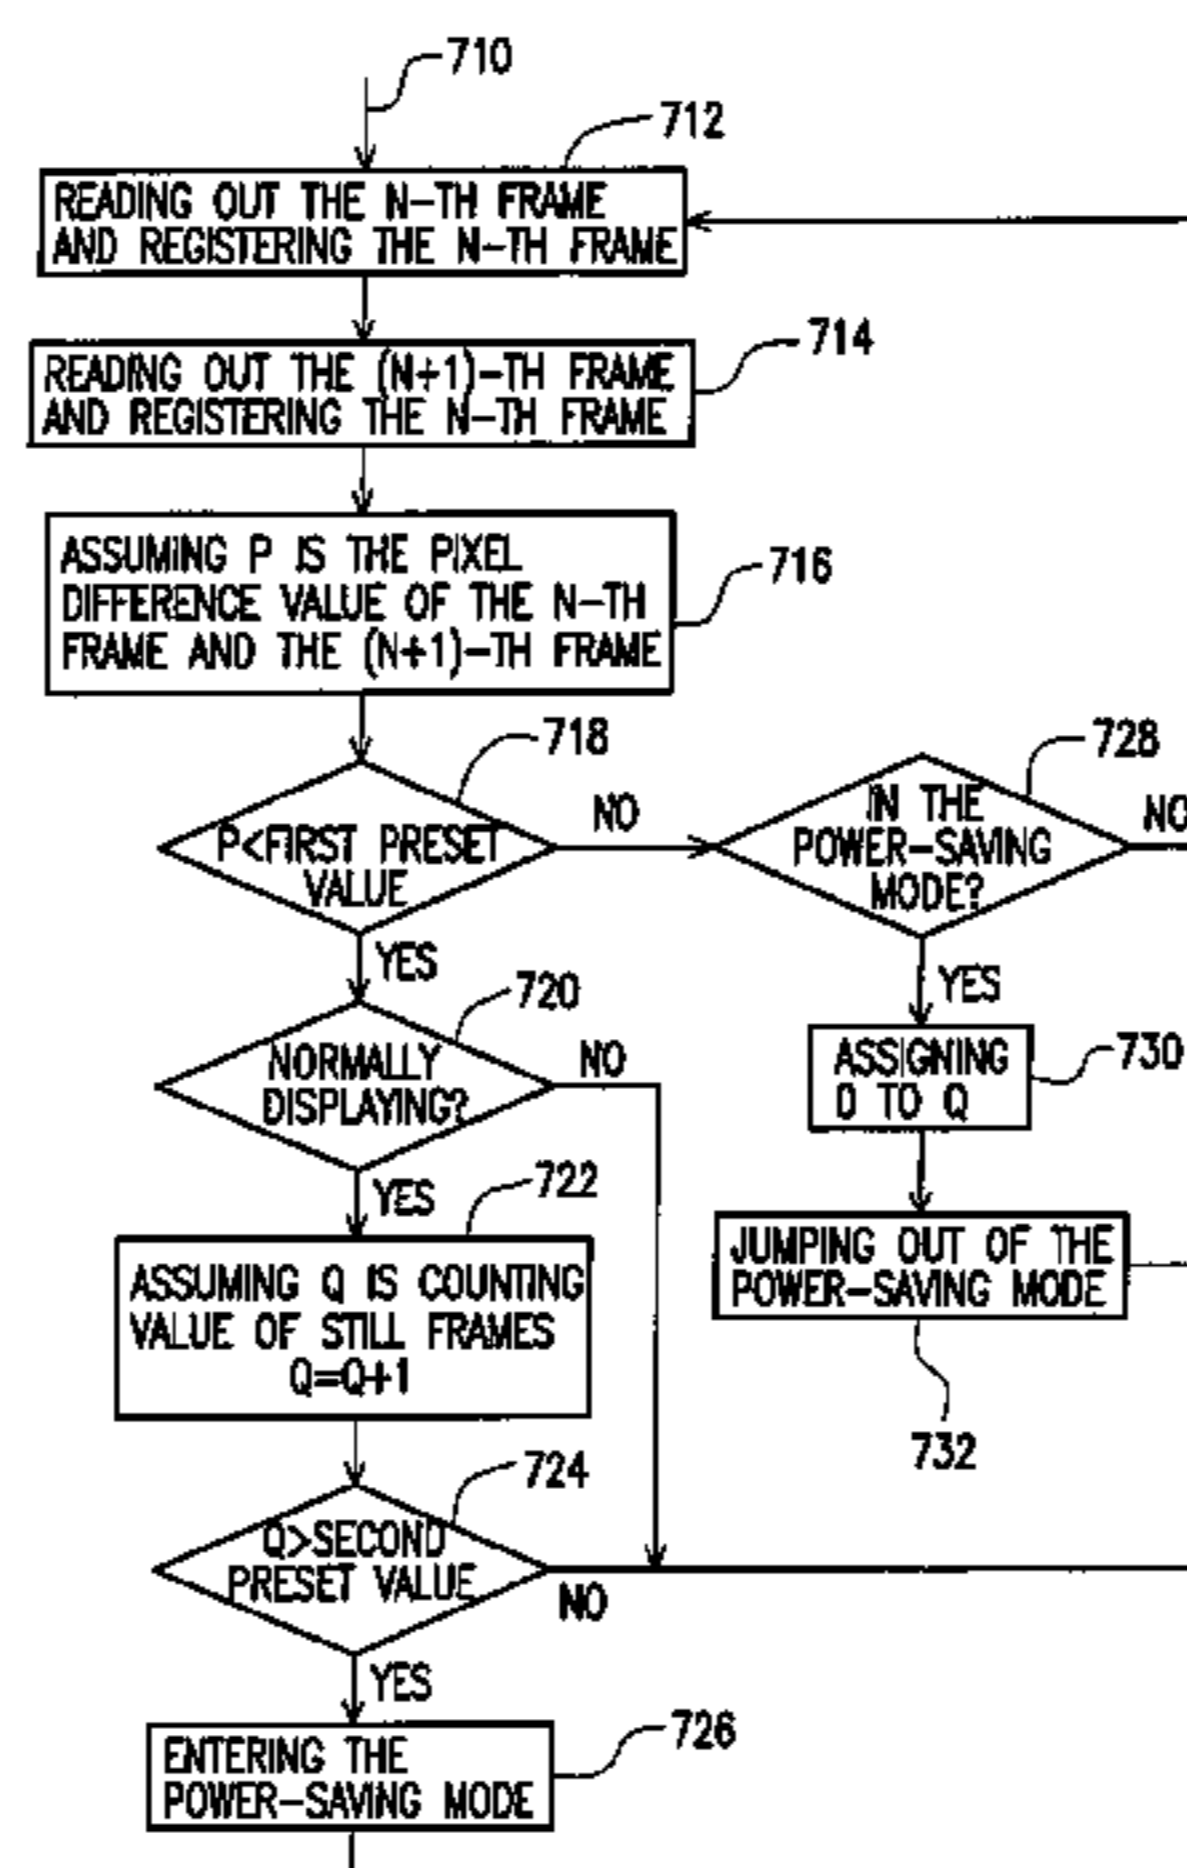 710
712
READING OUT THE N-TH FRAME
AND REGISTERING THE N-TH FRAME
714
READING OUT THE (N+1)-TH FRAME
AND REGISTERING THE N-TH FRAME
716
ASSUMING P IS THE PIXEL
DIFFERENCE VALUE OF THE N-TH
FRAME AND THE (N+1)-TH FRAME
718
P<FIRST PRESET
VALUE
NO
728
IN THE
POWER-SAVING
MODE?
NO
YES
YES
720
NORMALLY
DISPLAYING?
NO
730
ASSIGNING
0 TO Q
YES
722
ASSUMING Q IS COUNTING
VALUE OF STILL FRAMES
Q=Q+1
JUMPING OUT OF THE
POWER-SAVING MODE
732
724
Q>SECOND
PRESET VALUE
NO
YES
726
ENTERING THE
POWER-SAVING MODE